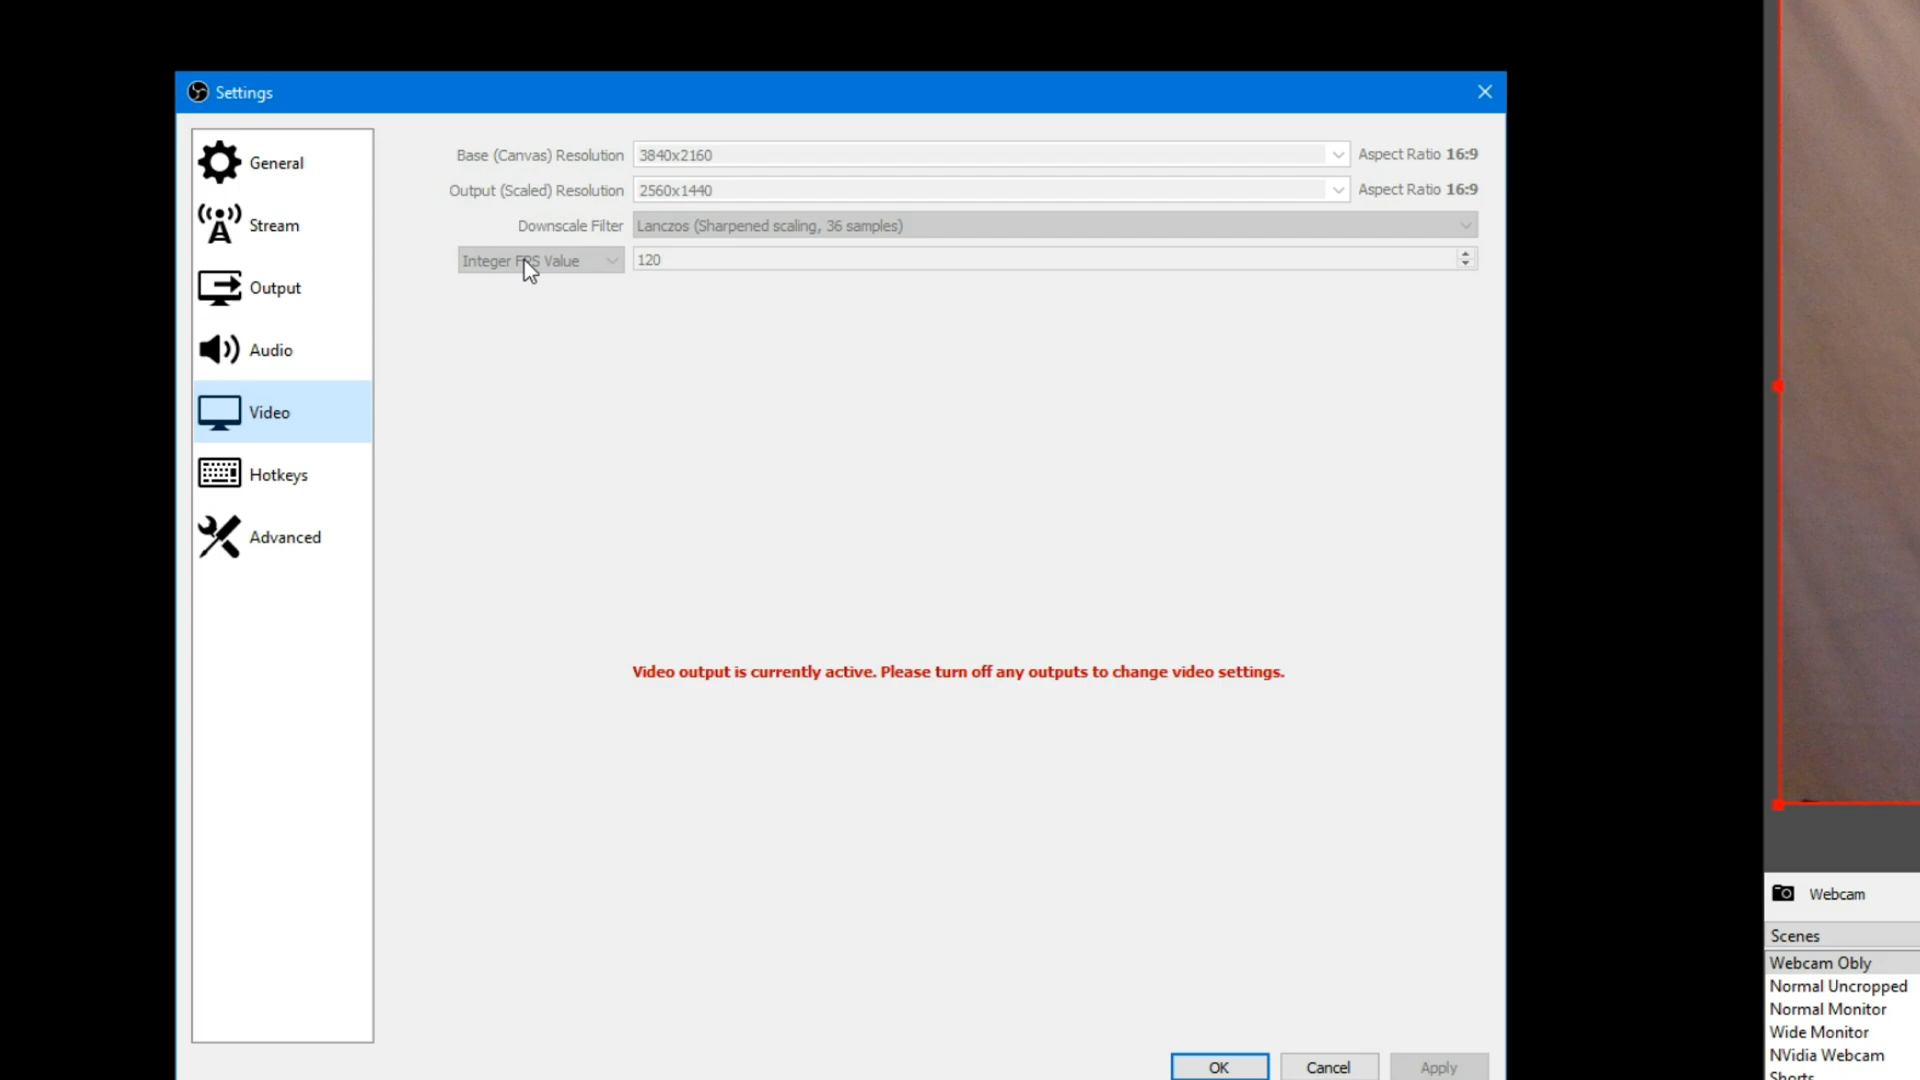 Settings
General
Stream
Output
Audio
Video
Hotkeys
Advanced
Base (Canvas) Resolution 3840x2160 Aspect Ratio 16:9
Output (Scaled) Resolution 2560x1440 Aspect Ratio 16:9
Downscale Filter Lanczos (Sharpened scaling, 36 samples)
Integer FPS Value 120
Video output is currently active. Please turn off any outputs to change video settings.
OK Cancel Apply
Webcam
Scenes
Webcam Obly
Normal Uncropped
Normal Monitor
Wide Monitor
NVidia Webcam
Shorts